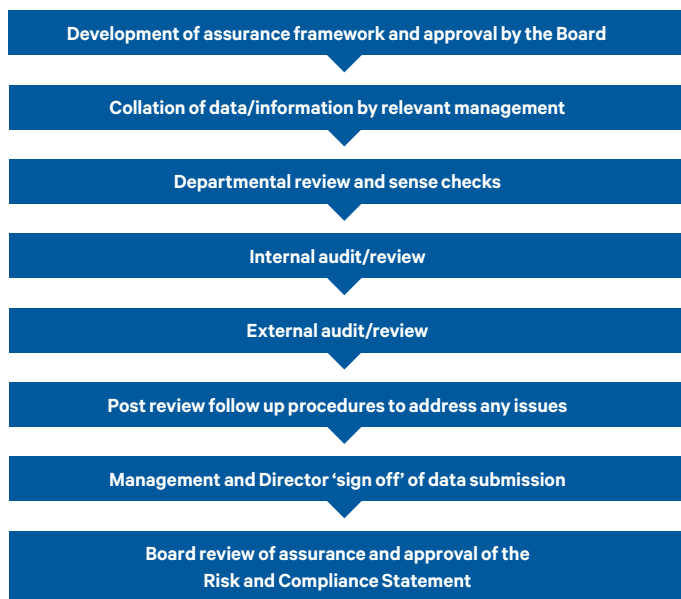 Development of assurance framework and approval by the Board
Collation of data/information by relevant management
Departmental review and sense checks
Internal audit/review
External audit/review
Post review follow up procedures to address any issues
Management and Director ‘sign off’ of data submission
Board review of assurance and approval of the
Risk and Compliance Statement